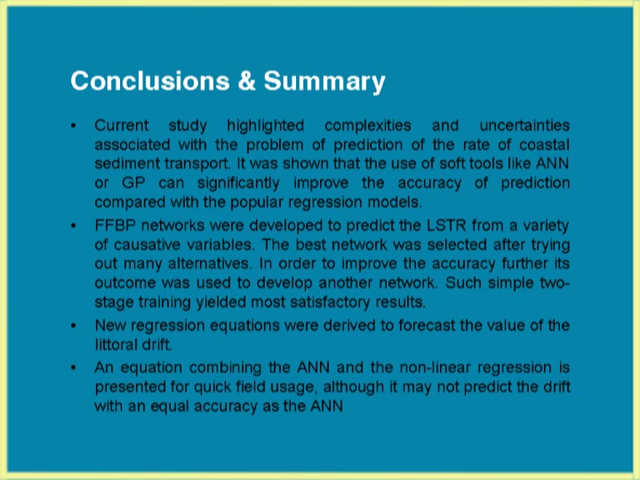 Conclusions & Summary
• Current study highlighted complexities and uncertainties
associated with the problem of prediction of the rate of coastal
sediment transport. It was shown that the use of soft tools like ANN
or GP can significantly improve the accuracy of prediction
compared with the popular regression models.
• FFBP networks were developed to predict the LSTR from a variety
of causative variables. The best network was selected after trying
out many alternatives. In order to improve the accuracy further its
outcome was used to develop another network. Such simple two-
stage training yielded most satisfactory results.
• New regression equations were derived to forecast the value of the
littoral drift.
• An equation combining the ANN and the non-linear regression is
presented for quick field usage, although it may not predict the drift
with an equal accuracy as the ANN